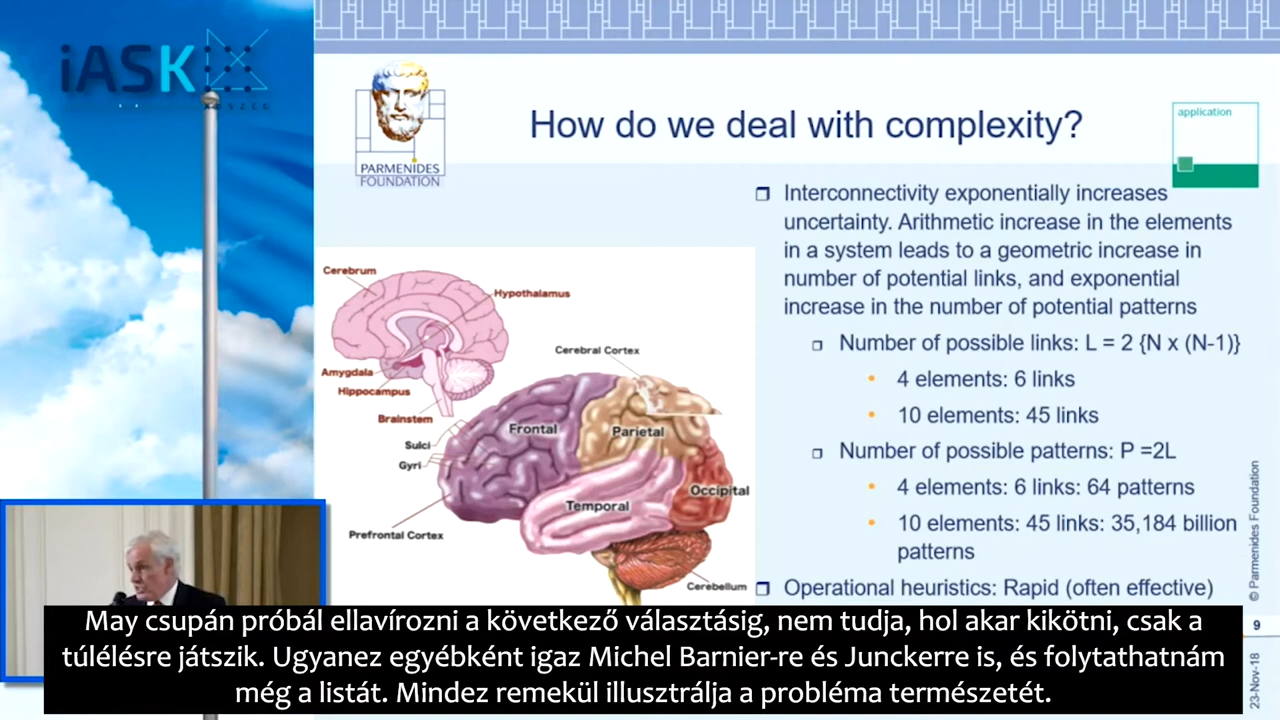 iASK
KOSZEG
PARMENIDES
FOUNDATION
How do we deal with complexity?
application
Interconnectivity exponentially increases
uncertainty. Arithmetic increase in the elements
in a system leads to a geometric increase in
number of potential links, and exponential
increase in the number of potential patterns
Number of possible links: L = 2 {N x (N-1)}
4 elements: 6 links
10 elements: 45 links
Number of possible patterns: P =2L
4 elements: 6 links: 64 patterns
10 elements: 45 links: 35,184 billion
patterns
Operational heuristics: Rapid (often effective)
Cerebrum
Hypothalamus
Amygdala
Hippocampus
Brainstem
Cerebral Cortex
Sulci
Gyri
Frontal
Parietal
Temporal
Occipital
Prefrontal Cortex
Cerebellum
© Parmenides Foundation
9
23-Nov-18
May csupán próbál ellavírozni a következő választásig, nem tudja, hol akar kikötni, csak a
túlélésre játszik. Ugyanez egyébként igaz Michel Barnier-re és Junckerre is, és folytathatnám
még a listát. Mindez remekül illusztrálja a probléma természetét.